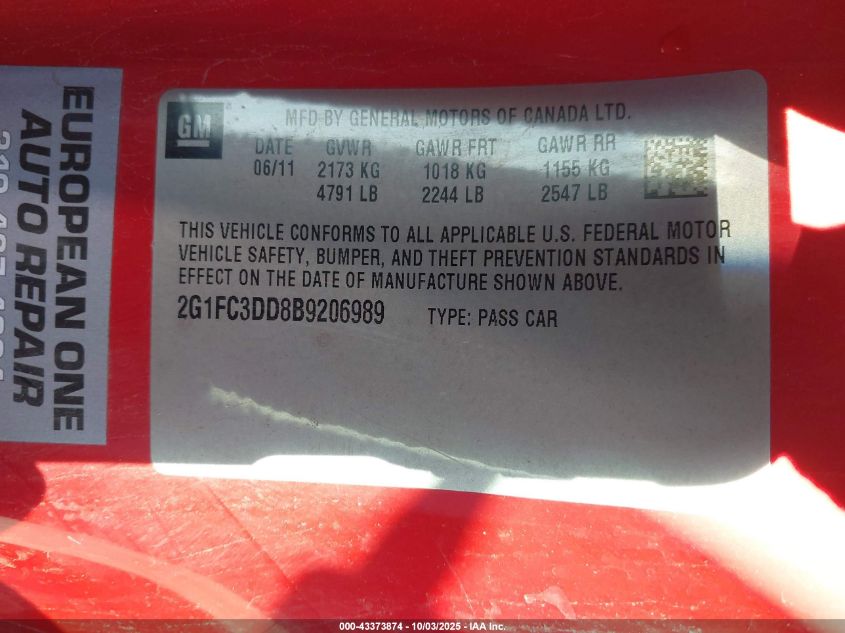 GM
MFD BY GENERAL MOTORS OF CANADA LTD.
DATE GVWR GAWR FRT GAWR RR
06/11 2173 KG 1018 KG 1155 KG
4791 LB 2244 LB 2547 LB
THIS VEHICLE CONFORMS TO ALL APPLICABLE U.S. FEDERAL MOTOR
VEHICLE SAFETY, BUMPER, AND THEFT PREVENTION STANDARDS IN
EFFECT ON THE DATE OF MANUFACTURE SHOWN ABOVE.
2G1FC3DD8B9206989 TYPE: PASS CAR
EUROPEAN ONE
AUTO REPAIR
000-43373874 - 10/03/2025 - IAA Inc.